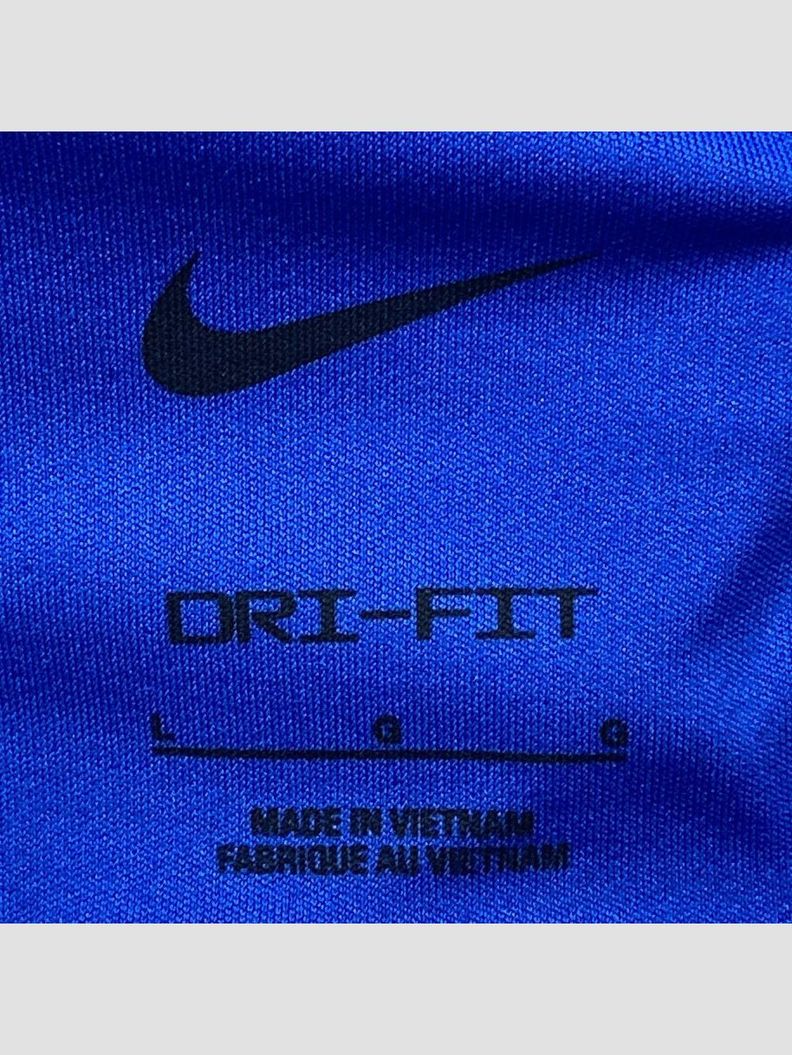 DRI-FIT
L G G
MADE IN VIETNAM
FABRIQUE AU VIETNAM